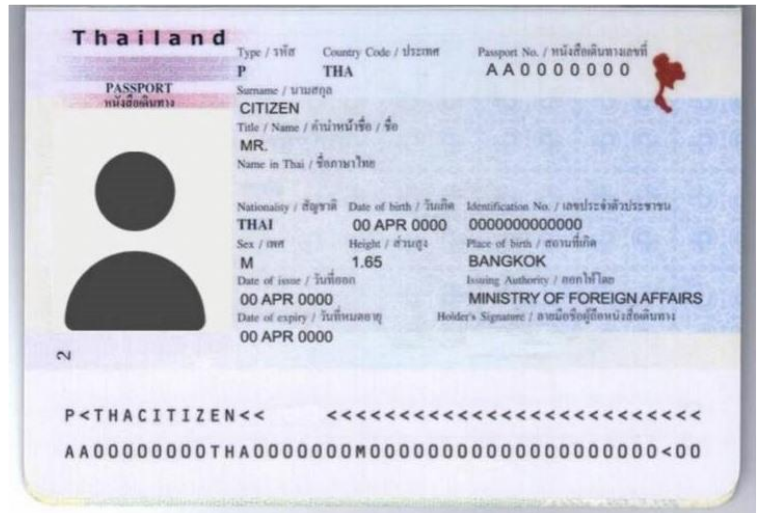 Thailand
Type / รหัส Country Code / ประเทศ Passport No. / หนังสือเดินทางเลขที่
P THA AA0000000
PASSPORT
หนังสือเดินทาง
Surname / นามสกุล
CITIZEN
Title / Name / คำนำหน้าชื่อ / ชื่อ
MR.
Name in Thai / ชื่อภาษาไทย
Nationality / สัญชาติ Date of birth / วันเกิด Identification No. / เลขประจำตัวประชาชน
THAI 00 APR 0000 0000000000000
Sex / เพศ Height / ส่วนสูง Place of birth / สถานที่เกิด
M 1.65 BANGKOK
Date of issue / วันที่ออก Issuing Authority / ออกให้โดย
00 APR 0000 MINISTRY OF FOREIGN AFFAIRS
Date of expiry / วันที่หมดอายุ Holder's Signature / ลายมือชื่อผู้ถือหนังสือเดินทาง
00 APR 0000
2
P<THACITIZEN<< <<<<<<<<<<<<<<<<<<<<<<<<<<
AA00000000THA0000000M0000000000000000000000<00